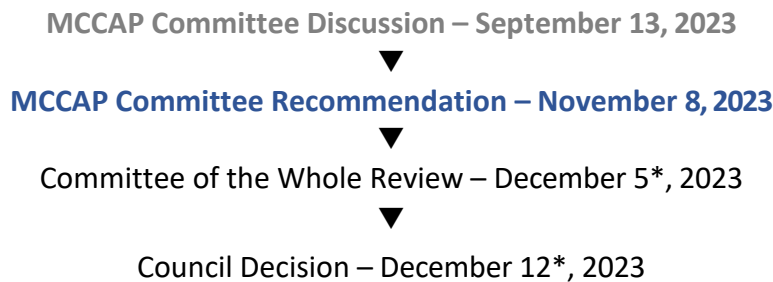 MCCAP Committee Discussion – September 13, 2023
MCCAP Committee Recommendation – November 8, 2023
Committee of the Whole Review – December 5*, 2023
Council Decision – December 12*, 2023